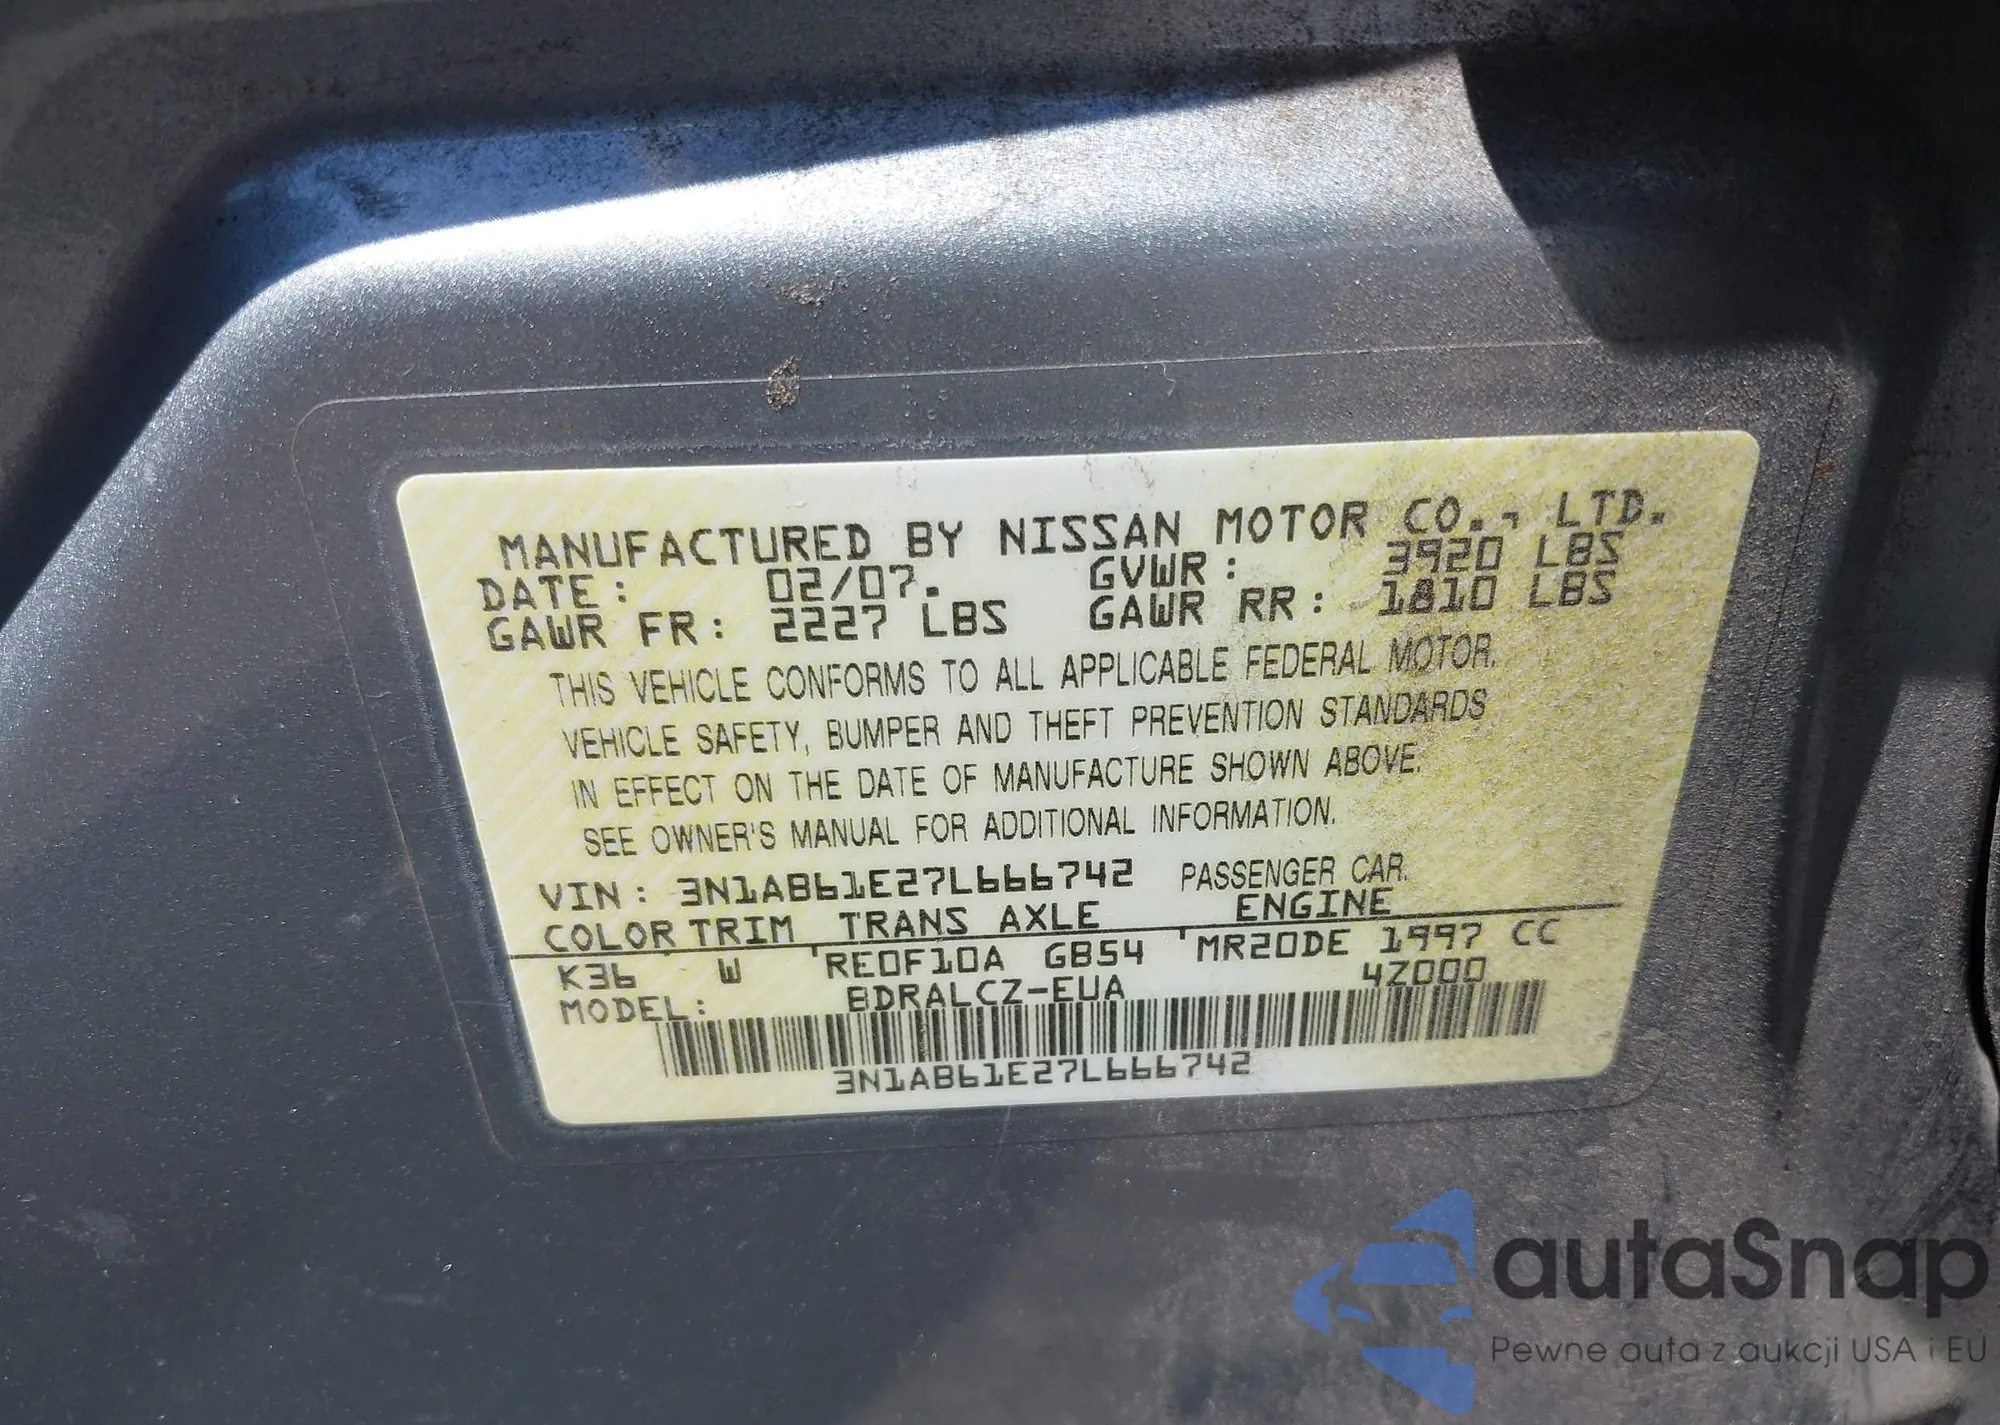 MANUFACTURED BY NISSAN MOTOR CO., LTD.
DATE: 02/07. GVWR: 3920 LBS
GAWR FR: 2227 LBS GAWR RR: 1810 LBS
THIS VEHICLE CONFORMS TO ALL APPLICABLE FEDERAL MOTOR.
VEHICLE SAFETY, BUMPER AND THEFT PREVENTION STANDARDS
IN EFFECT ON THE DATE OF MANUFACTURE SHOWN ABOVE.
SEE OWNER'S MANUAL FOR ADDITIONAL INFORMATION.
VIN: 3N1AB61E27L666742 PASSENGER CAR.
COLOR TRIM TRANS AXLE ENGINE
K36 W RE0F10A GB54 MR20DE 1997 CC
MODEL: BDRALCZ-EUA 4Z000
3N1AB61E27L666742
autaSnap
Pewne auta z aukcji USA i EU